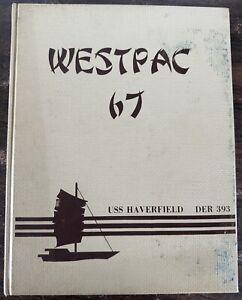 WESTPAC
67
USS HAVERFIELD DER 393